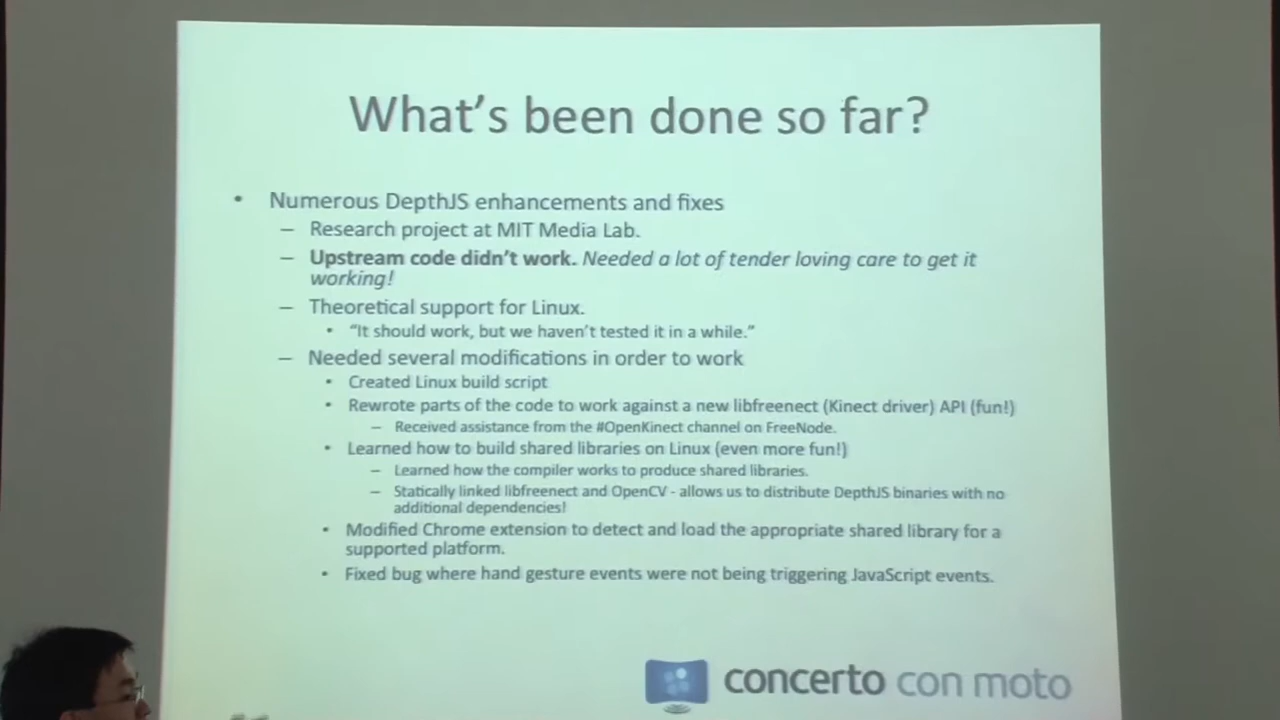 What's been done so far?
• Numerous DepthJS enhancements and fixes
– Research project at MIT Media Lab.
– Upstream code didn't work. Needed a lot of tender loving care to get it
working!
– Theoretical support for Linux.
• "It should work, but we haven't tested it in a while."
– Needed several modifications in order to work
• Created Linux build script
• Rewrote parts of the code to work against a new libfreenect (Kinect driver) API (fun!)
– Received assistance from the #OpenKinect channel on FreeNode.
• Learned how to build shared libraries on Linux (even more fun!)
– Learned how the compiler works to produce shared libraries.
– Statically linked libfreenect and OpenCV - allows us to distribute DepthJS binaries with no
additional dependencies!
• Modified Chrome extension to detect and load the appropriate shared library for a
supported platform.
• Fixed bug where hand gesture events were not being triggering JavaScript events.
concerto con moto